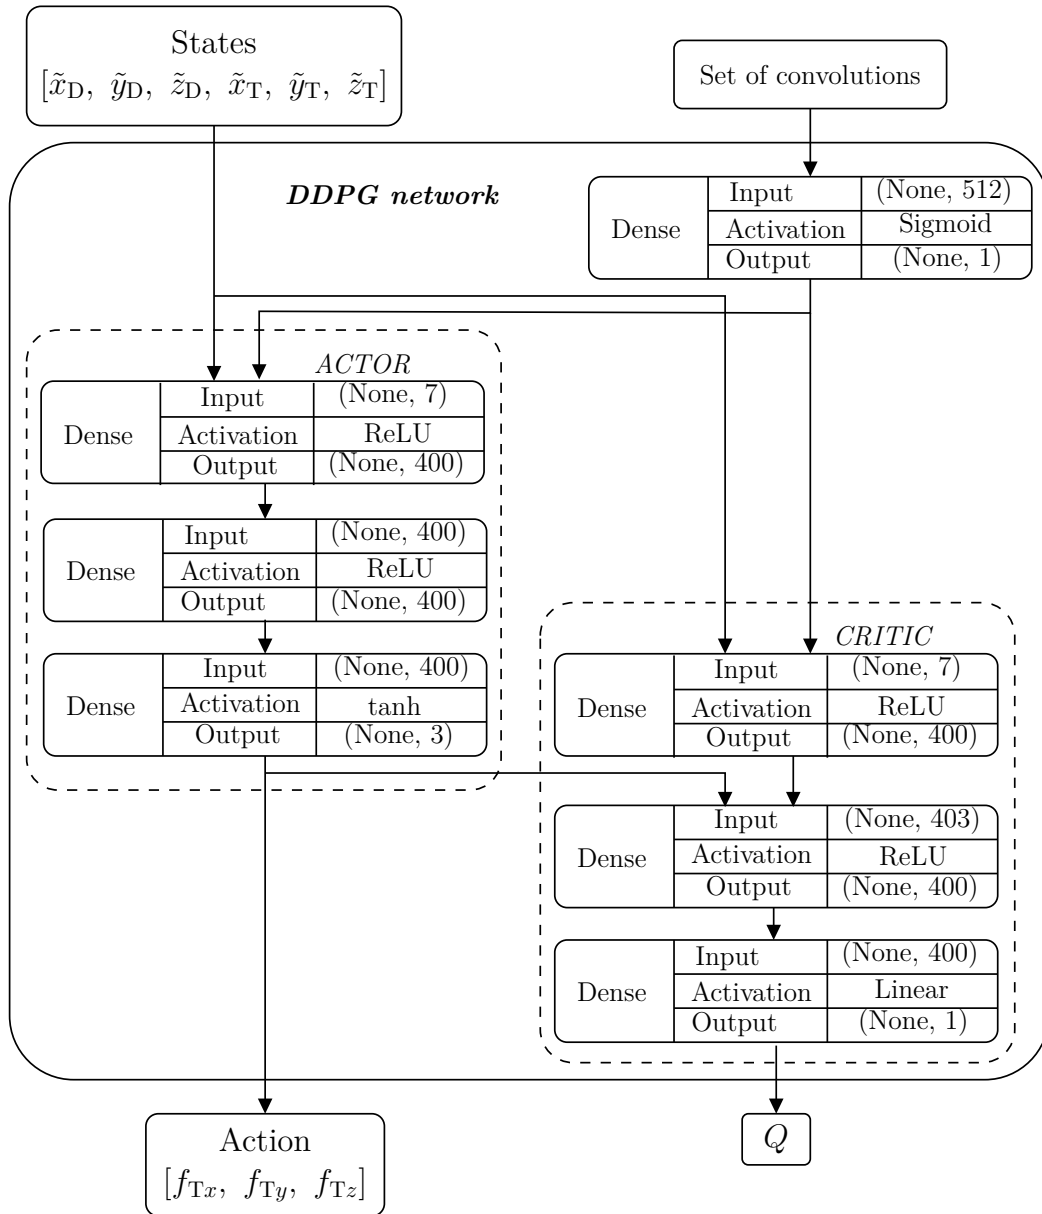 States
[x̃_D, ỹ_D, z̃_D, x̃_T, ỹ_T, z̃_T]
Set of convolutions
DDPG network
Dense
Input (None, 512)
Activation Sigmoid
Output (None, 1)
ACTOR
Dense
Input (None, 7)
Activation ReLU
Output (None, 400)
Dense
Input (None, 400)
Activation ReLU
Output (None, 400)
Dense
Input (None, 400)
Activation tanh
Output (None, 3)
CRITIC
Dense
Input (None, 7)
Activation ReLU
Output (None, 400)
Dense
Input (None, 403)
Activation ReLU
Output (None, 400)
Dense
Input (None, 400)
Activation Linear
Output (None, 1)
Action
[f_Tx, f_Ty, f_Tz]
Q